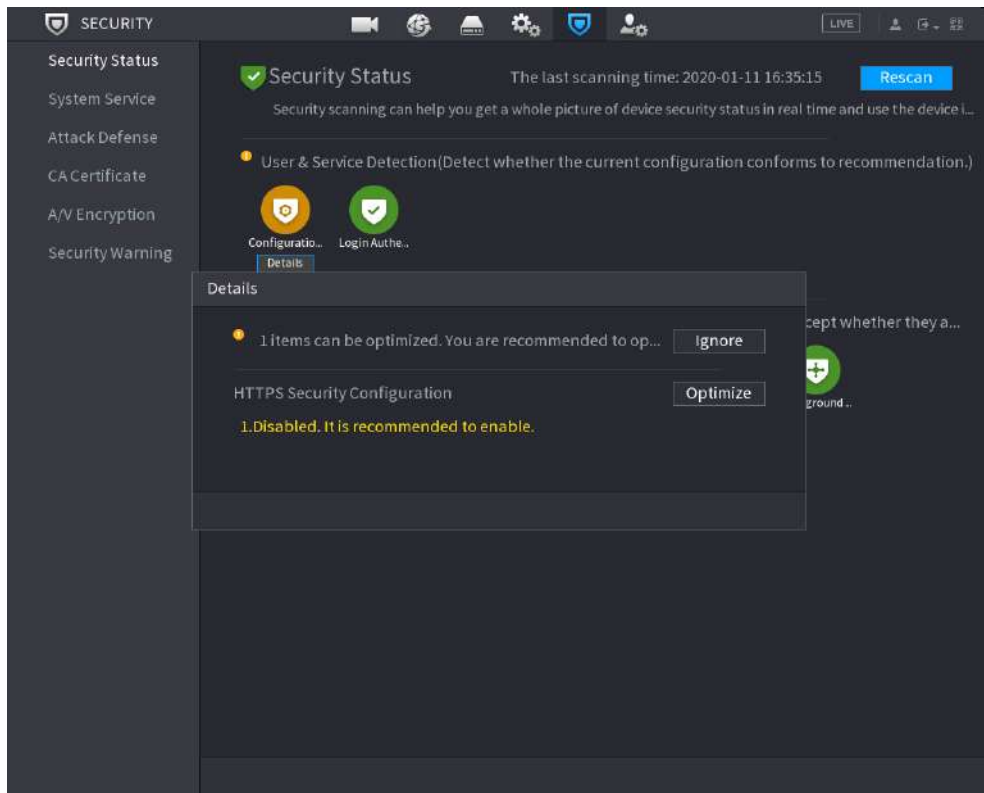 SECURITY
LIVE
Security Status
System Service
Attack Defense
CA Certificate
A/V Encryption
Security Warning
Security Status
The last scanning time: 2020-01-11 16:35:15
Rescan
Security scanning can help you get a whole picture of device security status in real time and use the device i...
User & Service Detection(Detect whether the current configuration conforms to recommendation.)
Configuratio...
Login Authe..
Details
Details
cept whether they a...
1 items can be optimized. You are recommended to op...
Ignore
HTTPS Security Configuration
Optimize
ground ..
1.Disabled. It is recommended to enable.